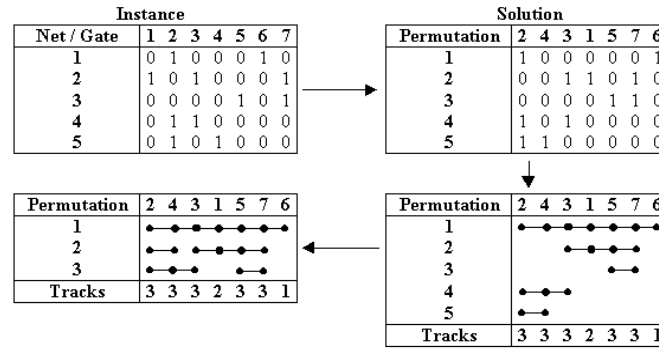 Instance
Net / Gate 1 2 3 4 5 6 7
1 0 1 0 0 0 1 0
2 1 0 1 0 0 0 1
3 0 0 0 0 1 0 1
4 0 1 1 0 0 0 0
5 0 1 0 1 0 0 0
Solution
Permutation 2 4 3 1 5 7 6
1 1 0 0 0 0 0 1
2 0 0 1 1 0 1 0
3 0 0 0 0 1 1 0
4 1 0 1 0 0 0 0
5 1 1 0 0 0 0 0
Permutation 2 4 3 1 5 7 6
1
2
3
Tracks 3 3 3 2 3 3 1
Permutation 2 4 3 1 5 7 6
1
2
3
4
5
Tracks 3 3 3 2 3 3 1